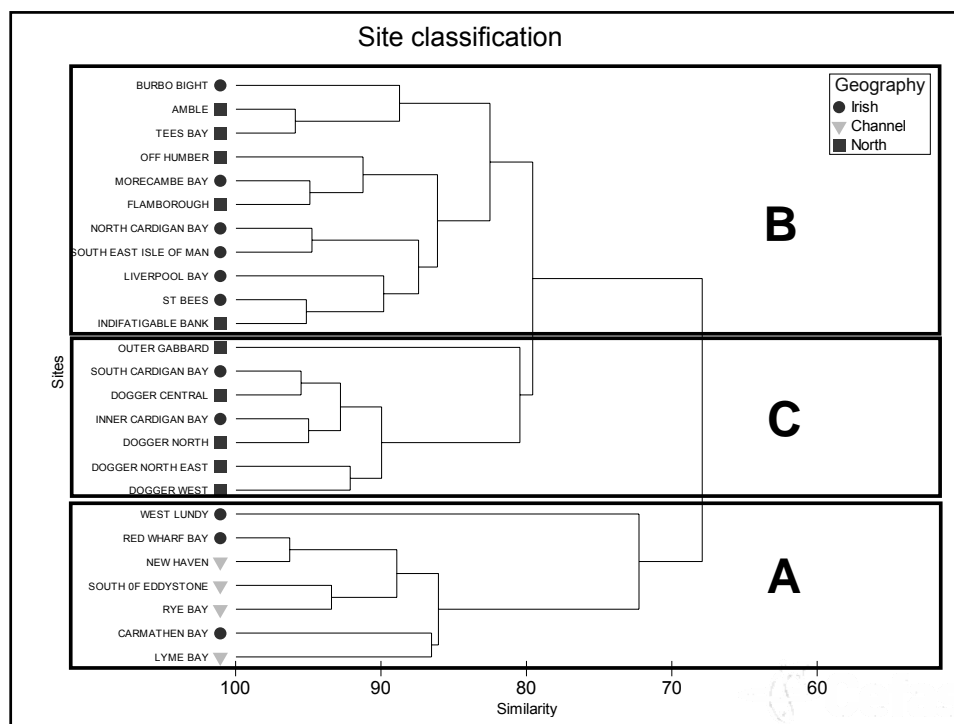 Site classification
BURBO BIGHT
AMBLE
TEES BAY
OFF HUMBER
MORECAMBE BAY
FLAMBOROUGH
NORTH CARDIGAN BAY
SOUTH EAST ISLE OF MAN
LIVERPOOL BAY
ST BEES
INDIFATIGABLE BANK
OUTER GABBARD
SOUTH CARDIGAN BAY
DOGGER CENTRAL
INNER CARDIGAN BAY
DOGGER NORTH
DOGGER NORTH EAST
DOGGER WEST
WEST LUNDY
RED WHARF BAY
NEW HAVEN
SOUTH 0F EDDYSTONE
RYE BAY
CARMATHEN BAY
LYME BAY
Sites
Geography
Irish
Channel
North
B
C
A
100 90 80 70 60
Similarity